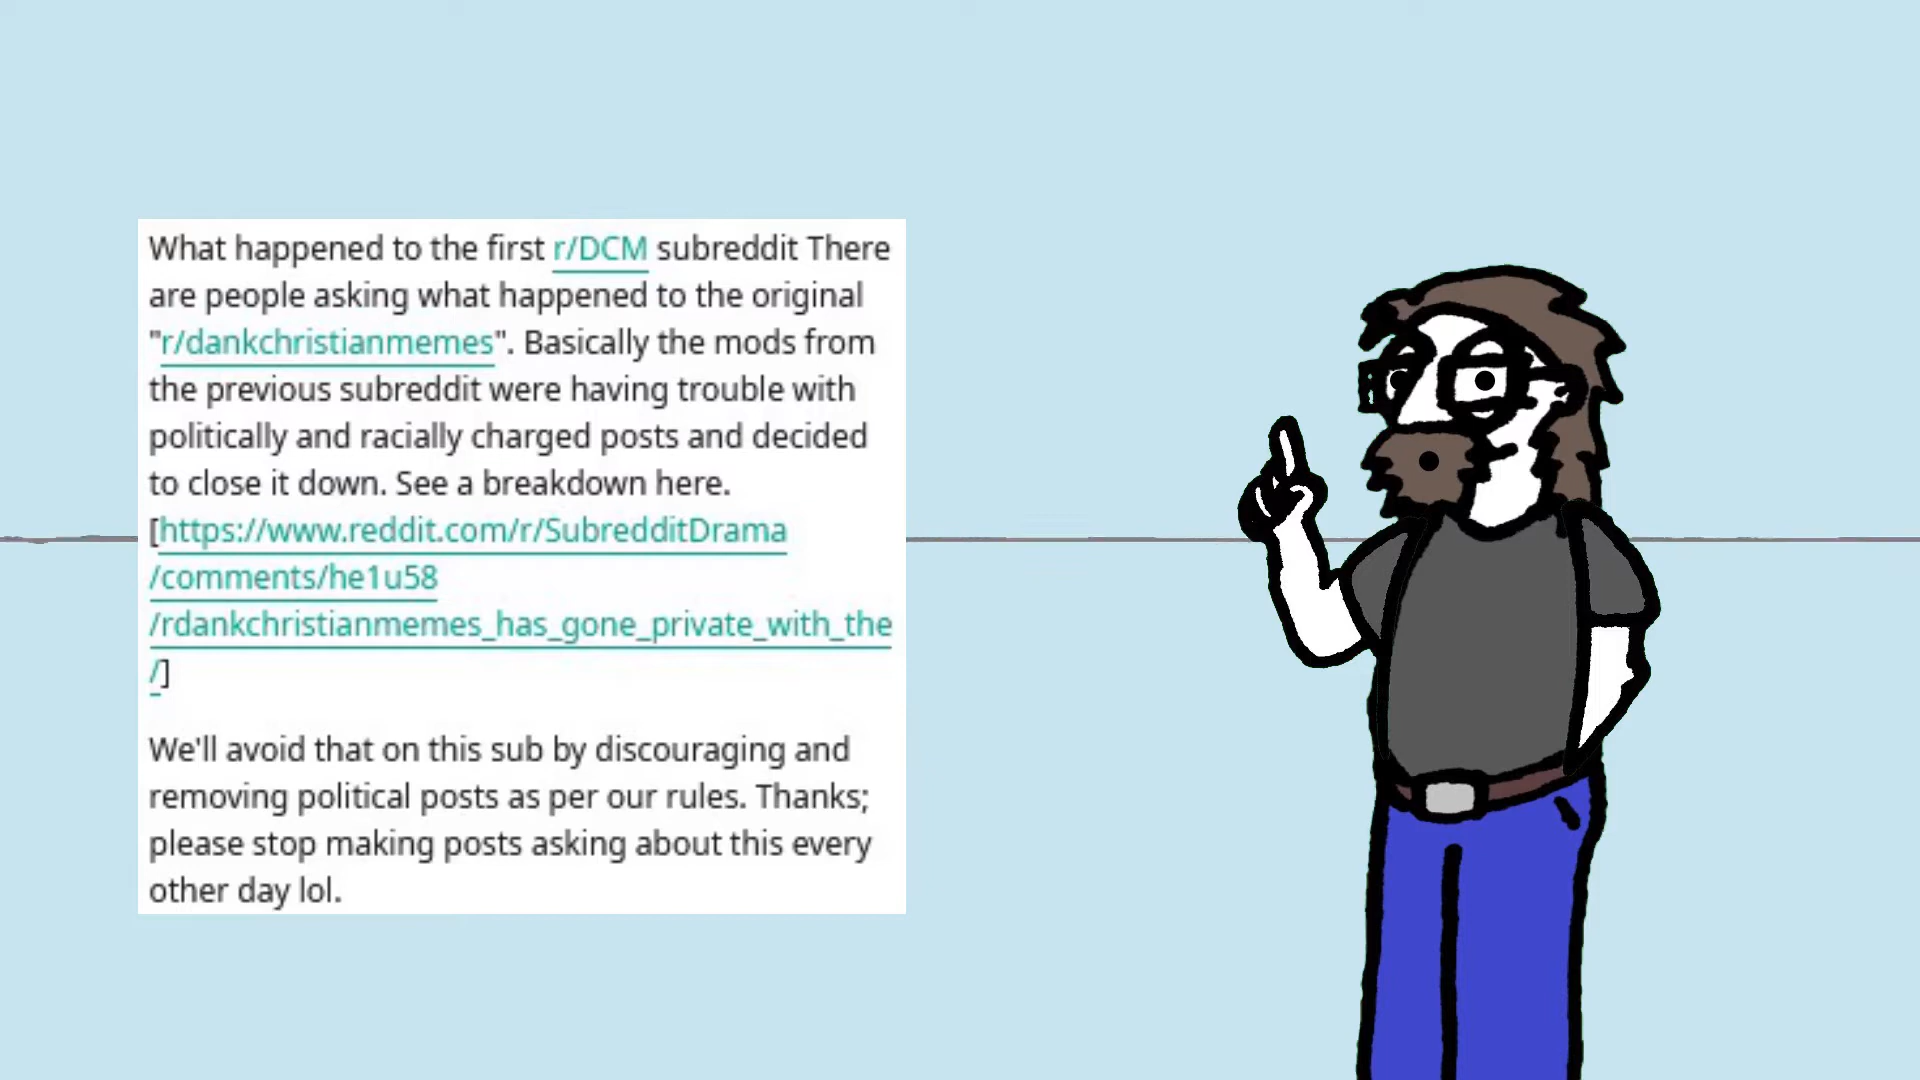 What happened to the first r/DCM subreddit There
are people asking what happened to the original
"r/dankchristianmemes". Basically the mods from
the previous subreddit were having trouble with
politically and racially charged posts and decided
to close it down. See a breakdown here.
[https://www.reddit.com/r/SubredditDrama
/comments/he1u58
/rdankchristianmemes_has_gone_private_with_the
/]
We'll avoid that on this sub by discouraging and
removing political posts as per our rules. Thanks;
please stop making posts asking about this every
other day lol.